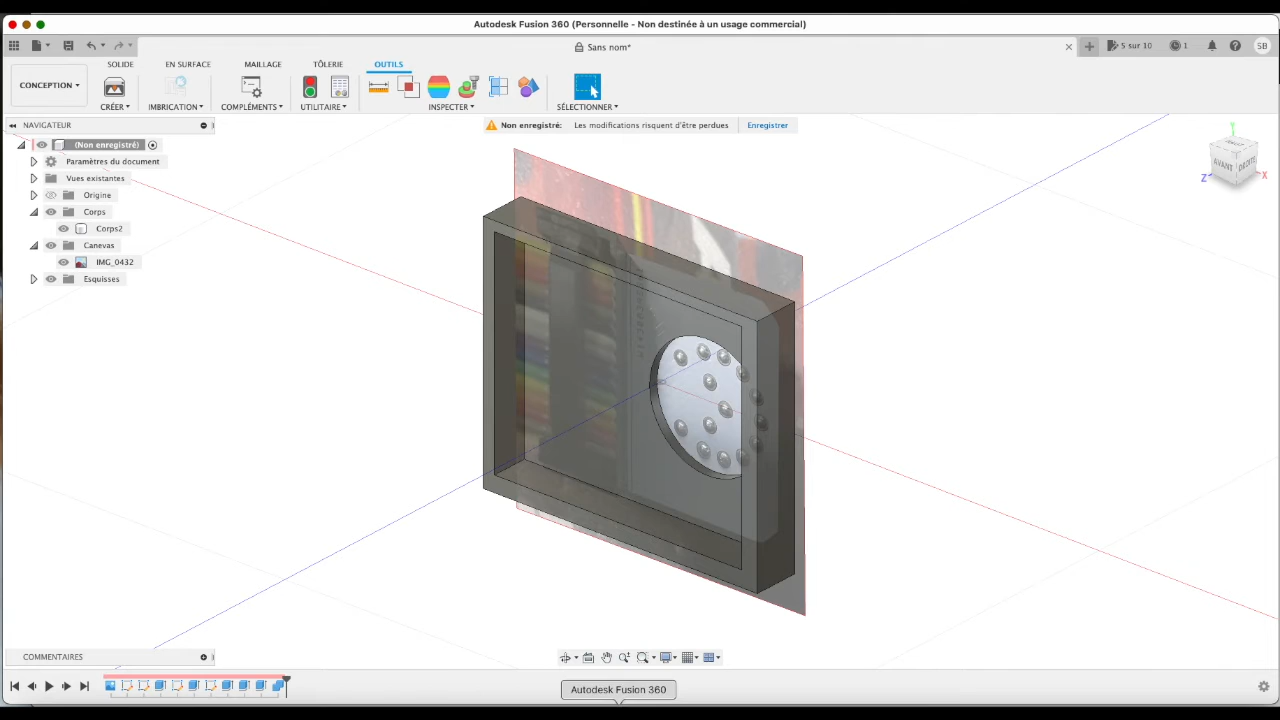 Autodesk Fusion 360 (Personnelle - Non destinée à un usage commercial)
Sans nom*
5 sur 10
1
SB
SOLIDE
EN SURFACE
MAILLAGE
TÔLERIE
OUTILS
CONCEPTION
CRÉER
IMBRICATION
COMPLÉMENTS
UTILITAIRE
INSPECTER
SÉLECTIONNER
NAVIGATEUR
Non enregistré:
Les modifications risquent d'être perdues
Enregistrer
(Non enregistré)
Paramètres du document
Vues existantes
Origine
Corps
Corps2
Canevas
IMG_0432
Esquisses
AVANT
DROITE
Z
X
COMMENTAIRES
Autodesk Fusion 360